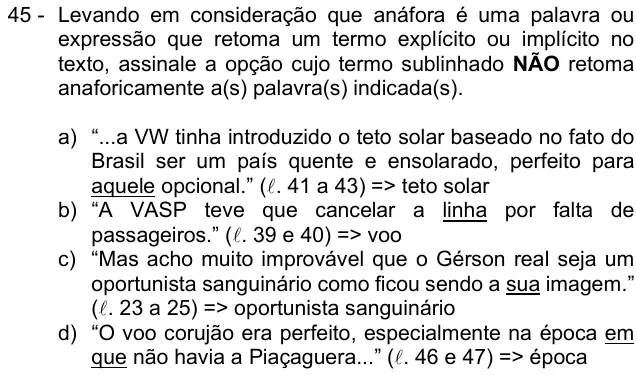 45 - Levando em consideração que anáfora é uma palavra ou
expressão que retoma um termo explícito ou implícito no
texto, assinale a opção cujo termo sublinhado NÃO retoma
anaforicamente a(s) palavra(s) indicada(s).
a) “...a VW tinha introduzido o teto solar baseado no fato do
Brasil ser um país quente e ensolarado, perfeito para
aquele opcional.” (ℓ. 41 a 43) => teto solar
b) “A VASP teve que cancelar a linha por falta de
passageiros.” (ℓ. 39 e 40) => voo
c) “Mas acho muito improvável que o Gérson real seja um
oportunista sanguinário como ficou sendo a sua imagem.”
(ℓ. 23 a 25) => oportunista sanguinário
d) “O voo corujão era perfeito, especialmente na época em
que não havia a Piaçaguera...” (ℓ. 46 e 47) => época